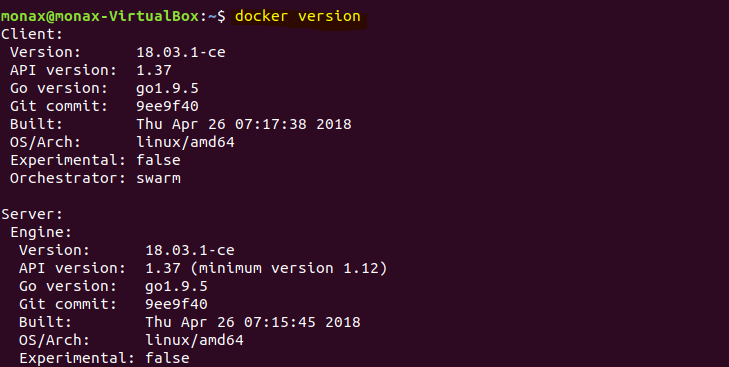 monax@monax-VirtualBox:~$ docker version
Client:
Version: 18.03.1-ce
API version: 1.37
Go version: go1.9.5
Git commit: 9ee9f40
Built: Thu Apr 26 07:17:38 2018
OS/Arch: linux/amd64
Experimental: false
Orchestrator: swarm
Server:
Engine:
Version: 18.03.1-ce
API version: 1.37 (minimum version 1.12)
Go version: go1.9.5
Git commit: 9ee9f40
Built: Thu Apr 26 07:15:45 2018
OS/Arch: linux/amd64
Experimental: false